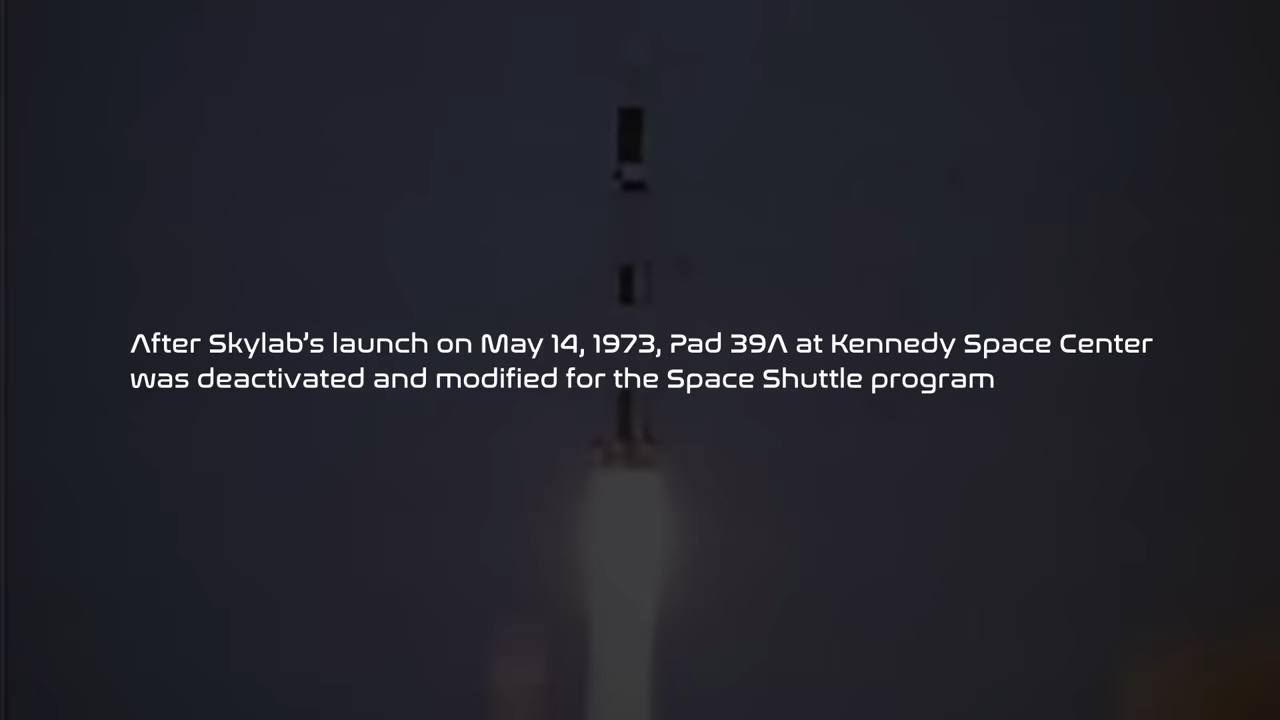 After Skylab's launch on May 14, 1973, Pad 39A at Kennedy Space Center
was deactivated and modified for the Space Shuttle program